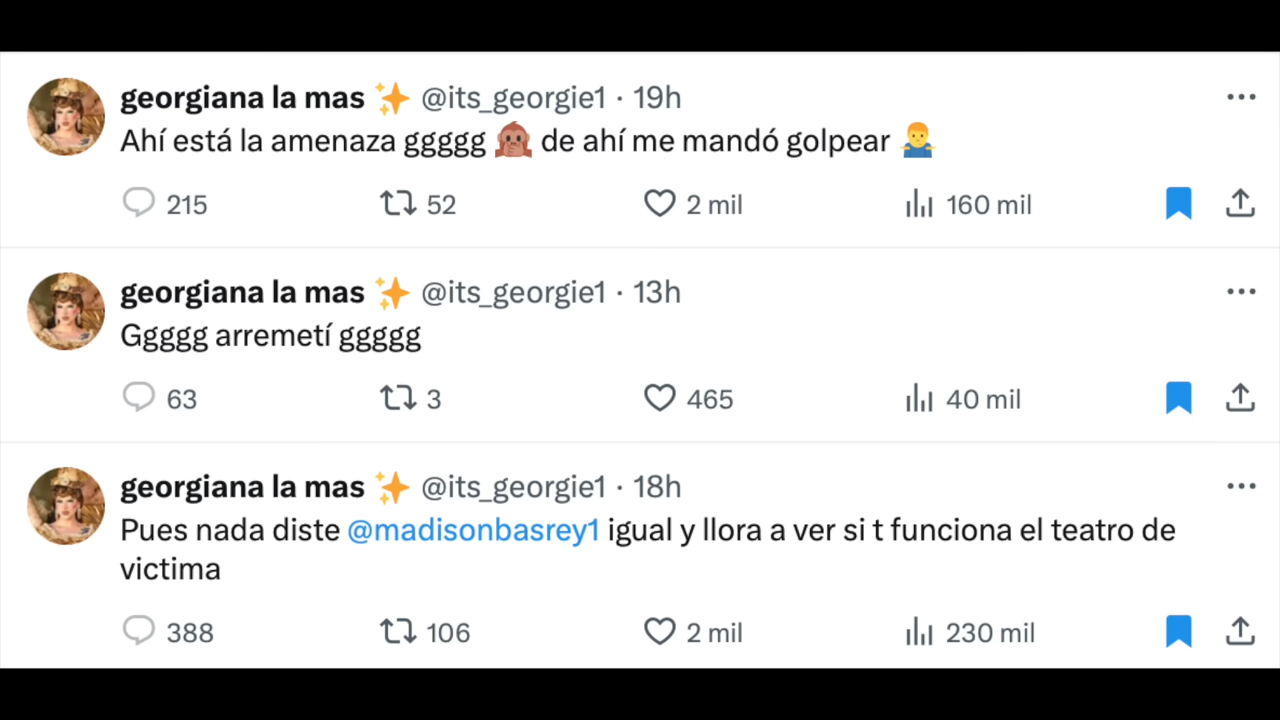 georgiana la mas ✨ @its_georgie1 · 19h
Ahí está la amenaza ggggg 🙊 de ahí me mandó golpear 🤷‍♂️
215 52 2 mil 160 mil
georgiana la mas ✨ @its_georgie1 · 13h
Ggggg arremetí ggggg
63 3 465 40 mil
georgiana la mas ✨ @its_georgie1 · 18h
Pues nada diste @madisonbasrey1 igual y llora a ver si t funciona el teatro de
victima
388 106 2 mil 230 mil